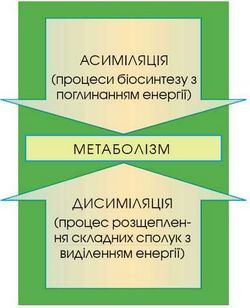 АСИМІЛЯЦІЯ
(процеси біосинтезу з
поглинанням енергії)
МЕТАБОЛІЗМ
ДИСИМІЛЯЦІЯ
(процес розщеплен-
ня складних сполук з
виділенням енергії)